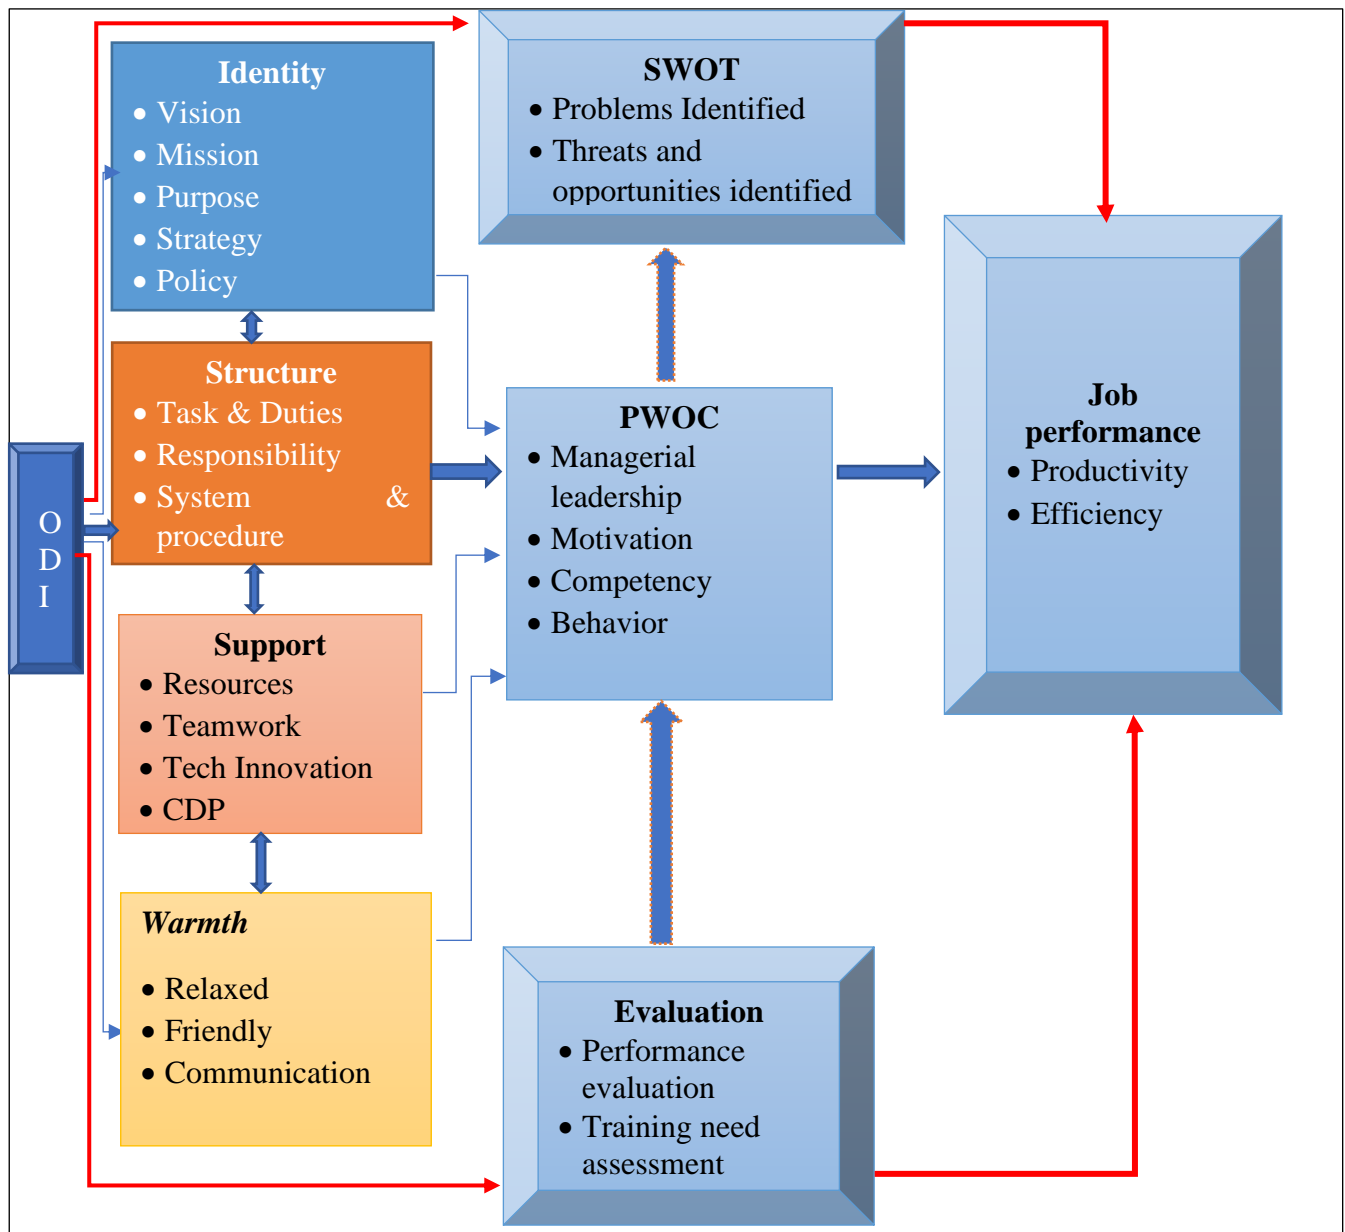 Identity
• Vision
• Mission
• Purpose
• Strategy
• Policy
Structure
• Task & Duties
• Responsibility
• System &
procedure
Support
• Resources
• Teamwork
• Tech Innovation
• CDP
Warmth
• Relaxed
• Friendly
• Communication
O
D
I
SWOT
• Problems Identified
• Threats and
opportunities identified
PWOC
• Managerial
leadership
• Motivation
• Competency
• Behavior
Evaluation
• Performance
evaluation
• Training need
assessment
Job
performance
• Productivity
• Efficiency